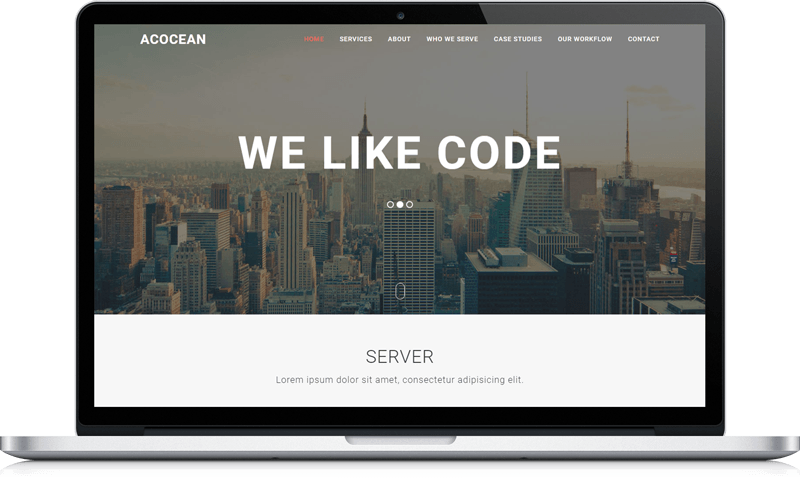 ACOCEAN
HOME SERVICES ABOUT WHO WE SERVE CASE STUDIES OUR WORKFLOW CONTACT
WE LIKE CODE
SERVER
Lorem ipsum dolor sit amet, consectetur adipisicing elit.